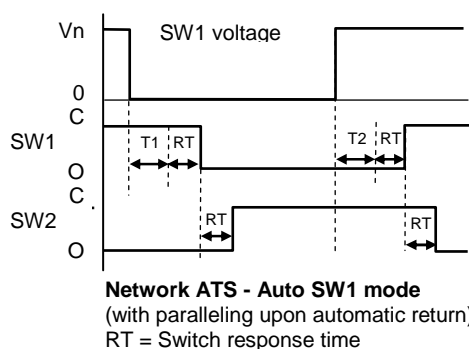 Vn
SW1 voltage
0
C
SW1
T1
RT
T2
RT
O
C
SW2
RT
RT
O
Network ATS - Auto SW1 mode
(with paralleling upon automatic return)
RT = Switch response time